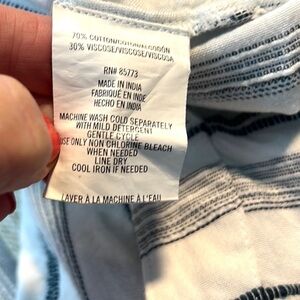 70% COTTON/COTON/ALGODÓN
30% VISCOSE/VISCOSE/VISCOSA
RN# 85773
MADE IN INDIA
FABRIQUÉ EN INDE
HECHO EN INDIA
MACHINE WASH COLD SEPARATELY
WITH MILD DETERGENT
GENTLE CYCLE
USE ONLY NON CHLORINE BLEACH
WHEN NEEDED
LINE DRY
COOL IRON IF NEEDED
LAVER À LA MACHINE À L'EAU